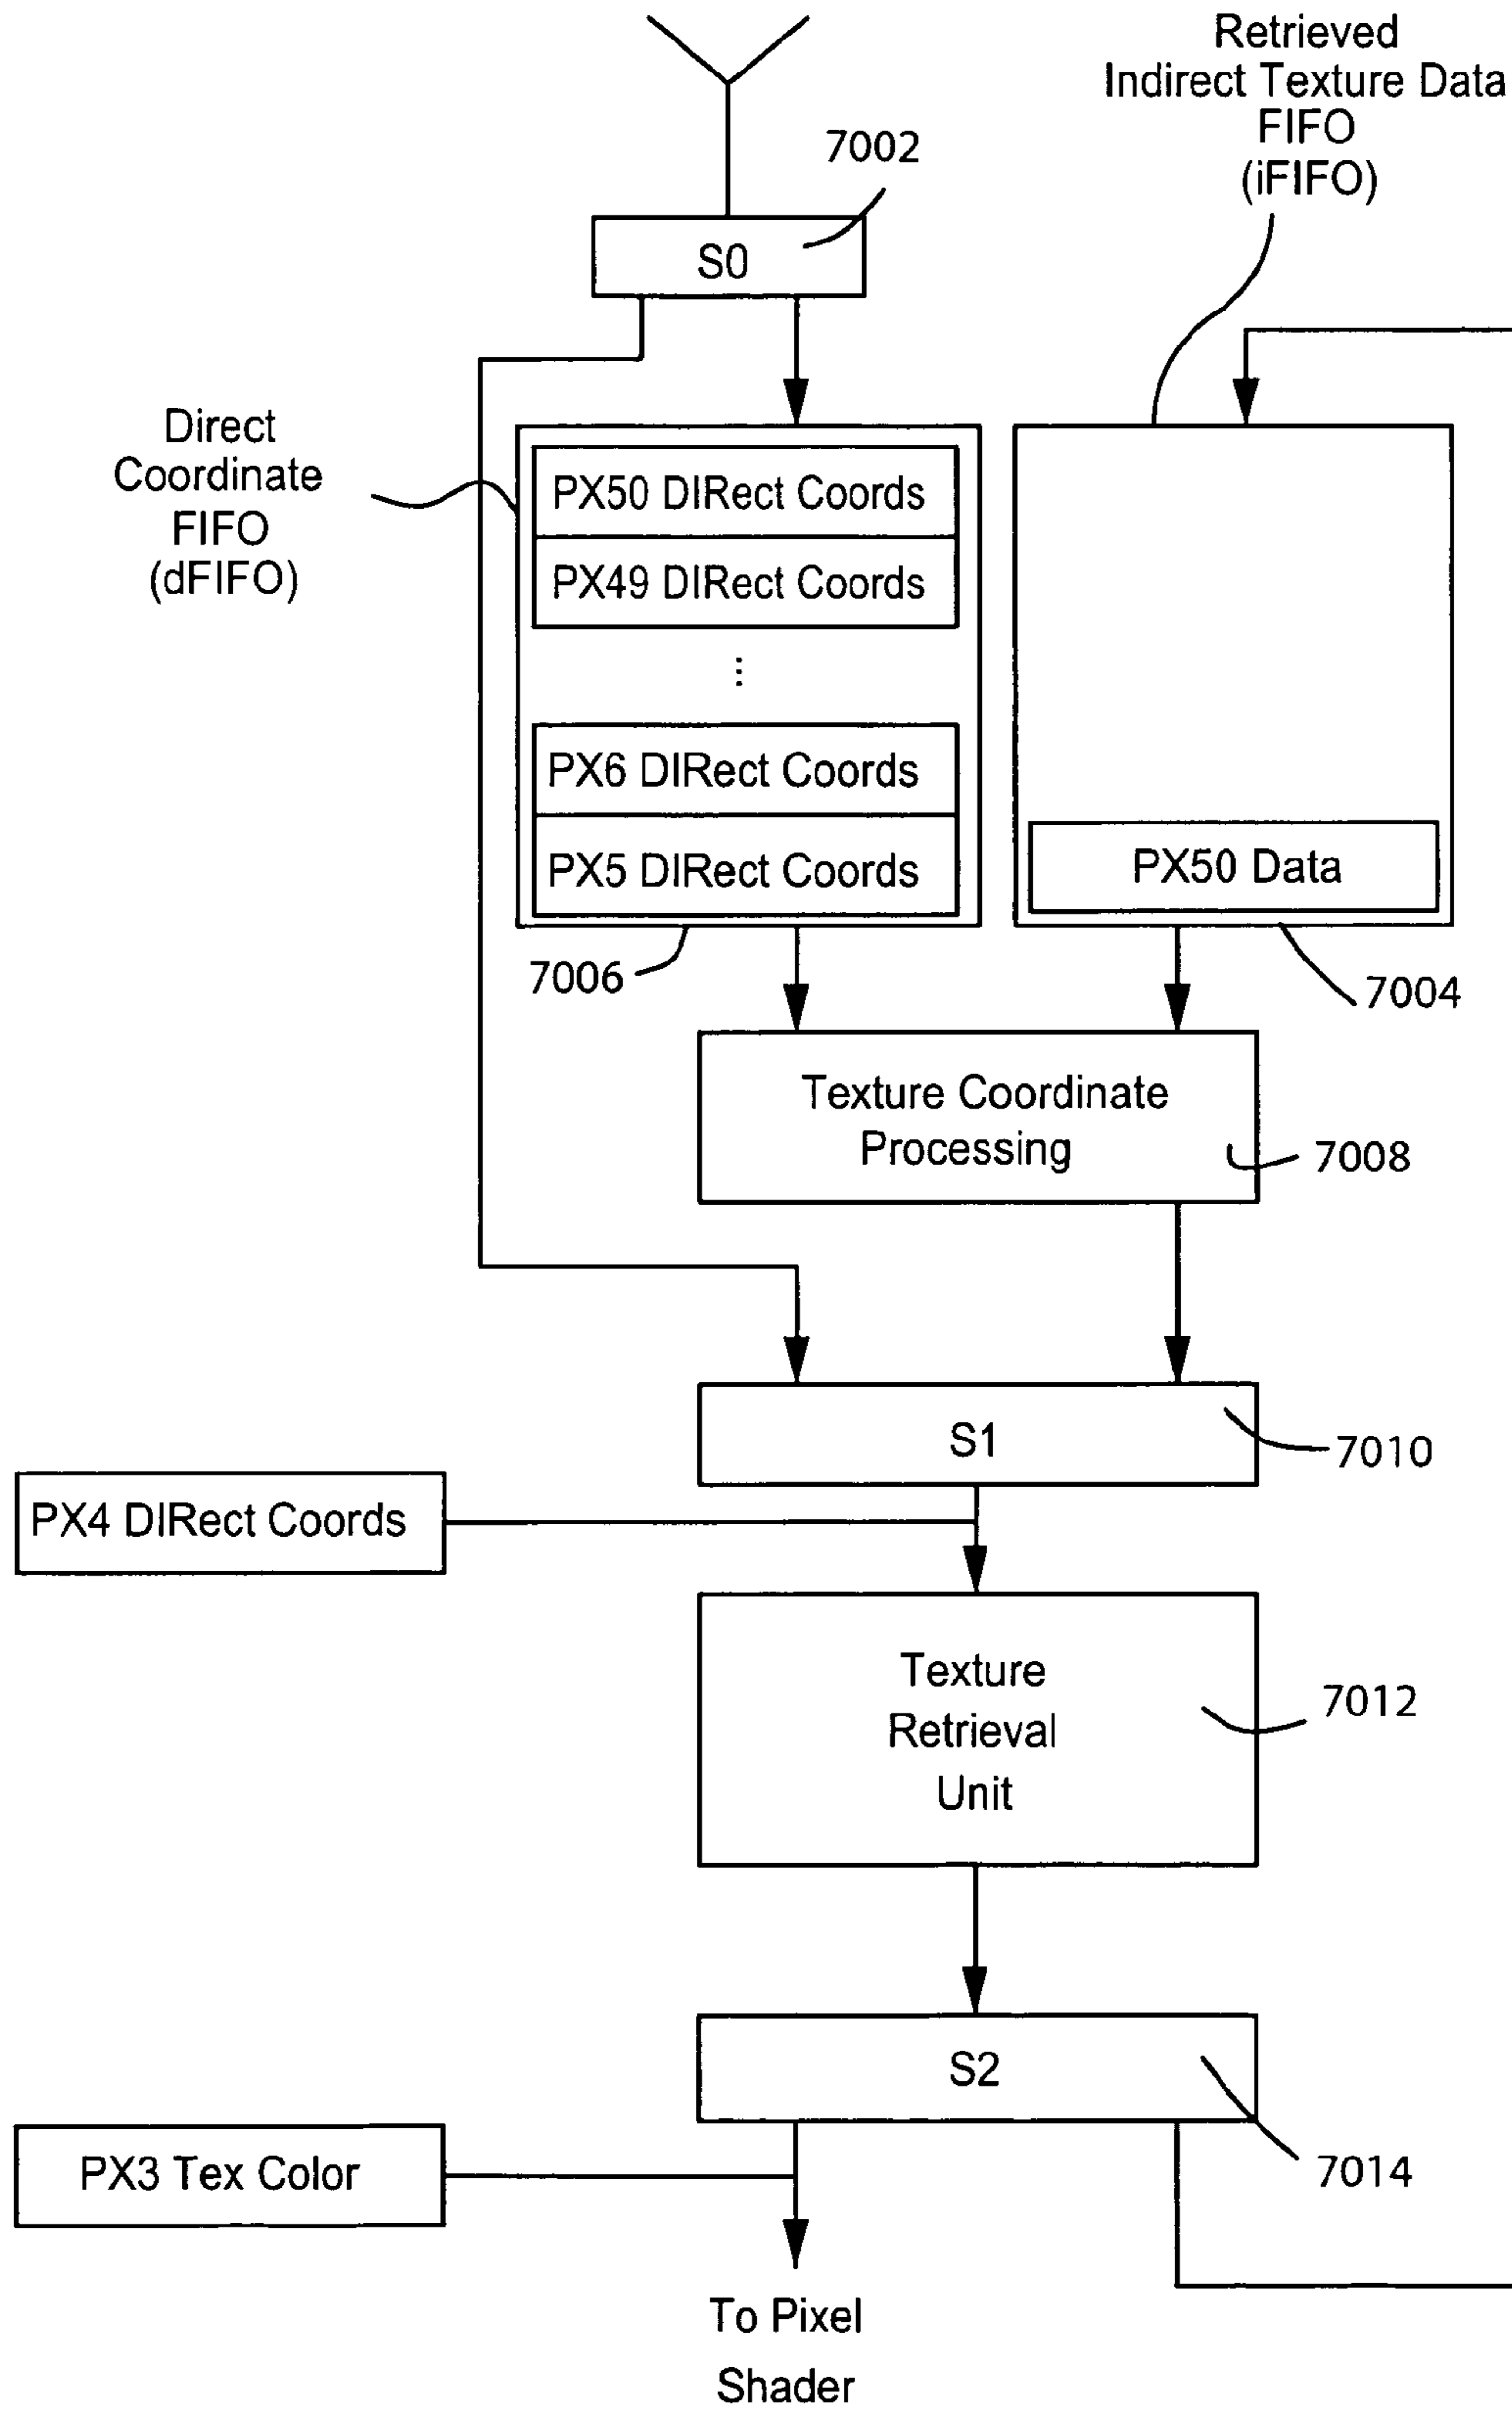 Retrieved
Indirect Texture Data
FIFO
(iFIFO)
7002
S0
Direct
Coordinate
FIFO
(dFIFO)
PX50 DIRect Coords
PX49 DIRect Coords
⋮
PX6 DIRect Coords
PX5 DIRect Coords
PX50 Data
7006
7004
Texture Coordinate
Processing
7008
S1
7010
PX4 DIRect Coords
Texture
Retrieval
Unit
7012
S2
7014
PX3 Tex Color
To Pixel
Shader